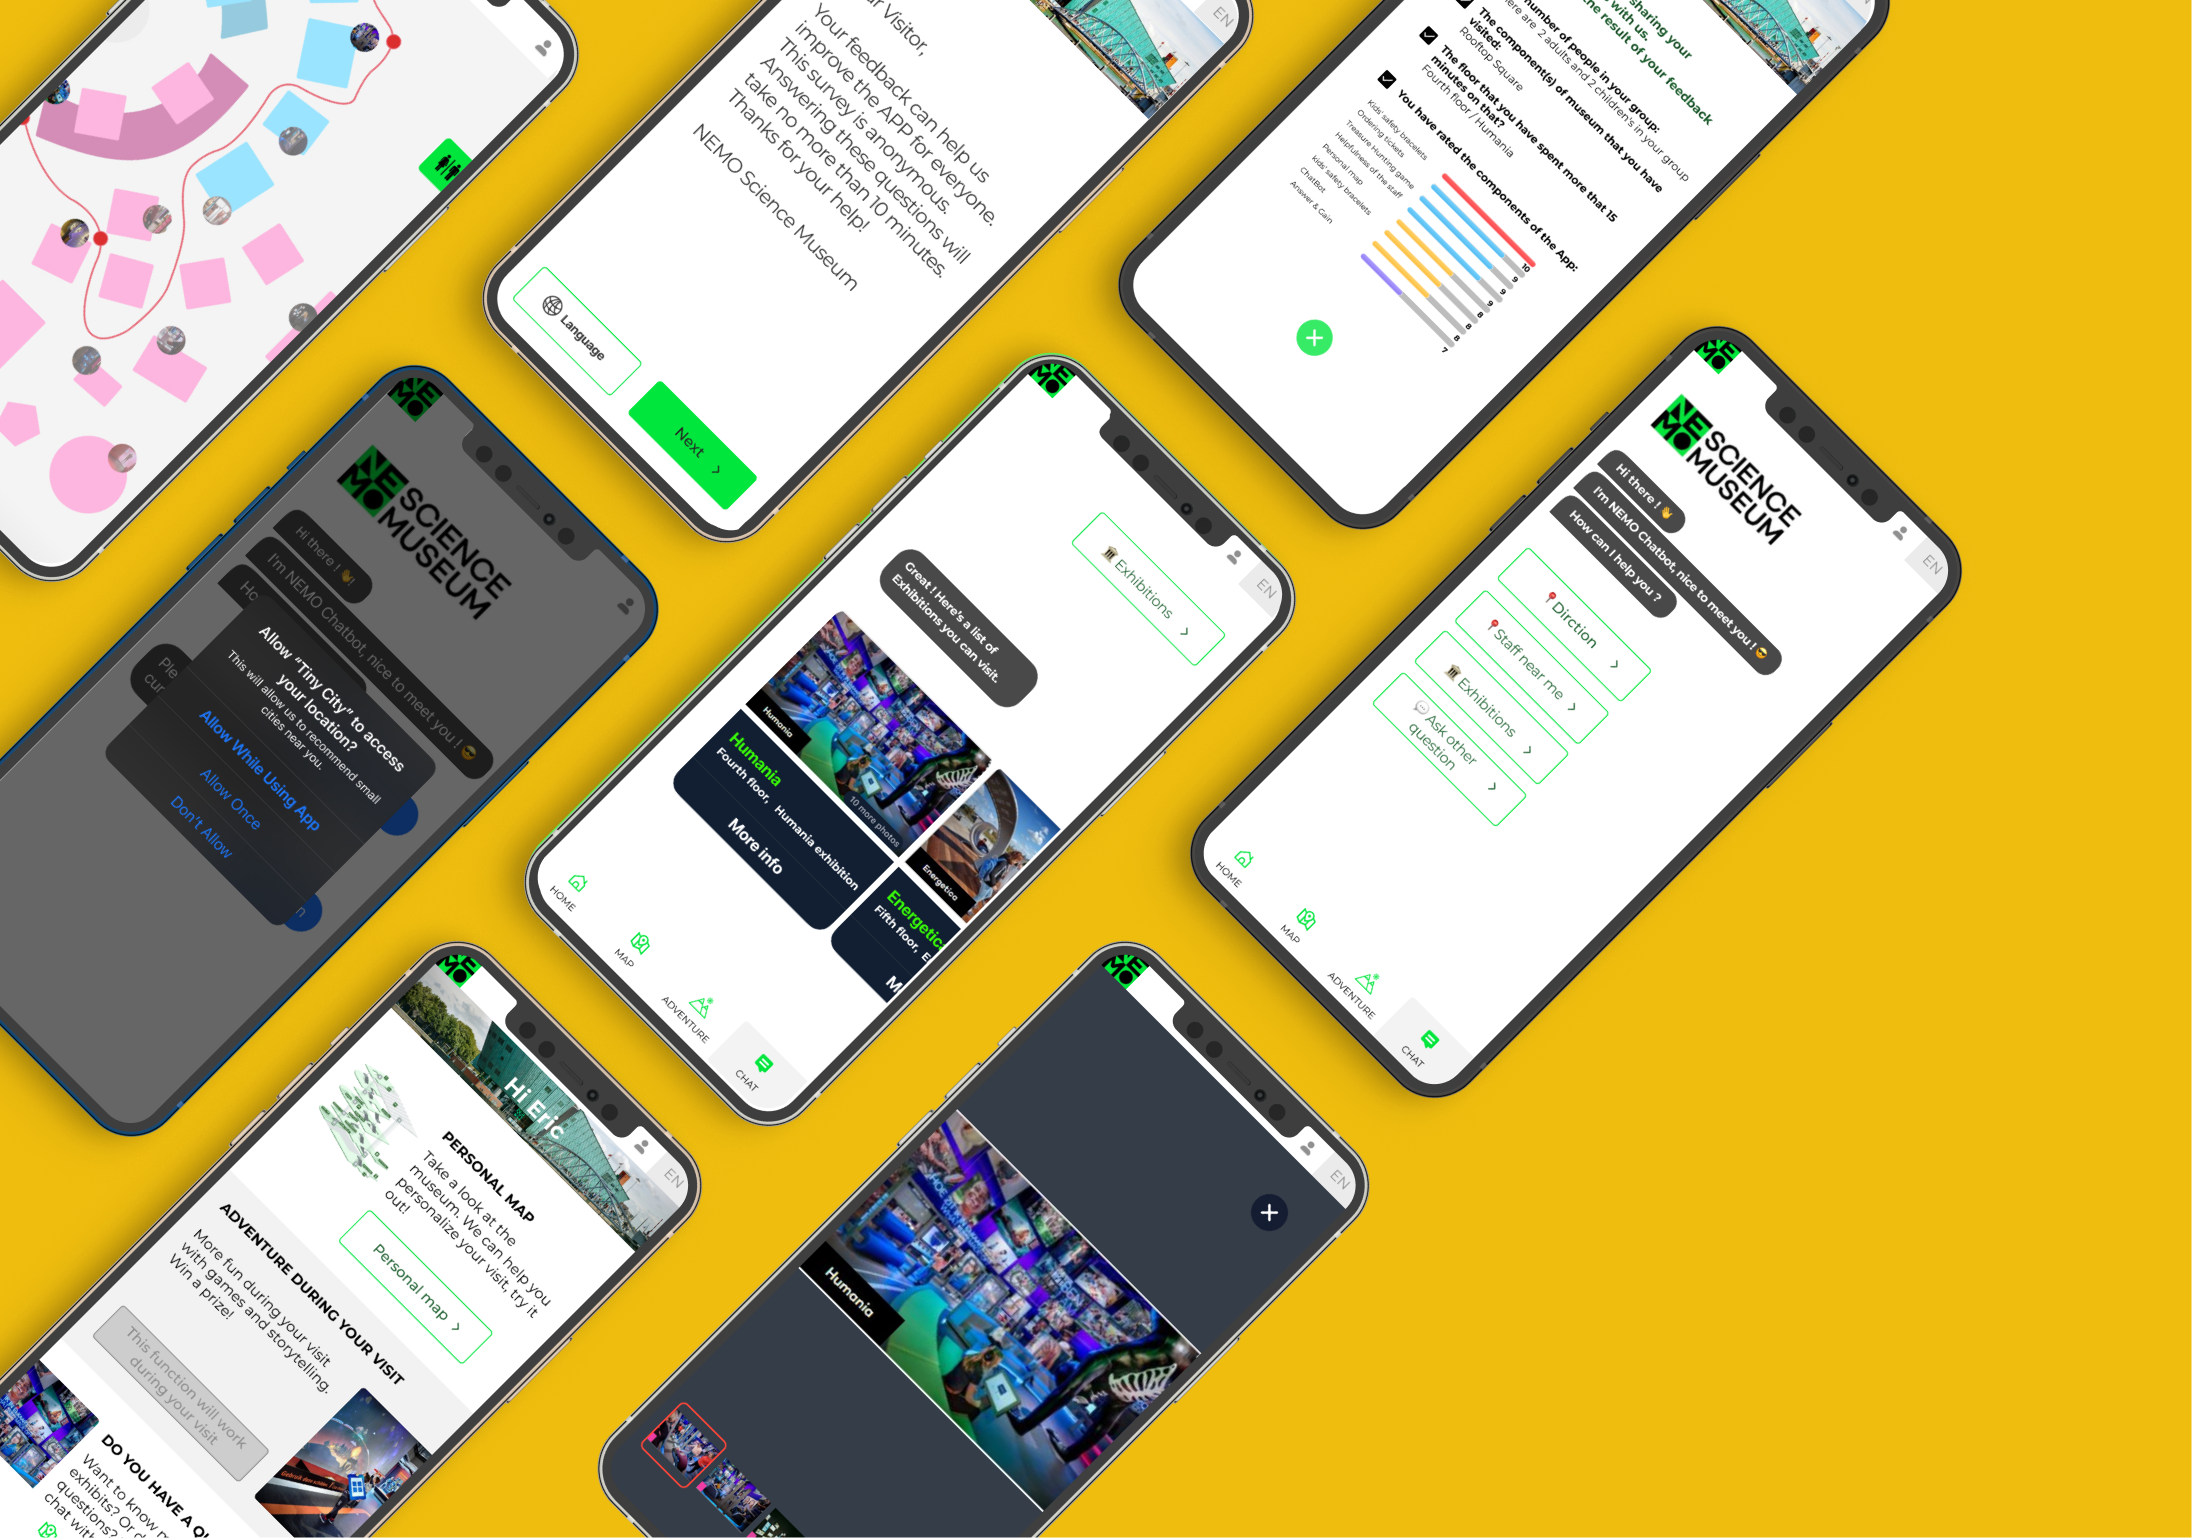 r Visitor,
Your feedback can help us
improve the APP for everyone.
This survey is anonymous.
Answering these questions will
take no more than 10 minutes.
Thanks for your help!
NEMO Science Museum
Language
Next
EN
sharing your
with us.
he result of your feedback
number of people in your group:
ere are 2 adults and 2 children's in your group
The component(s) of museum that you have
visited:
Rooftop Square
The floor that you have spent more that 15
minutes on that?
Fourth floor / Humania
You have rated the components of the App:
Kids' safety bracelets
Ordering tickets
Treasure Hunting game
Helpfulness of the staff
Personal map
kids' safety bracelets
ChatBot
Answer & Gain
10
9
9
9
8
8
8
7
NEMO
NEMO
SCIENCE
MUSEUM
Hi there !
I'm NEMO Chatbot, nice to meet you !
Ho
Ple
cur
Allow “Tiny City” to access
your location?
This will allow us to recommend small
cities near you.
Allow While Using App
Allow Once
Don't Allow
n
NEMO
EN
Exhibitions
Great ! Here's a list of
Exhibitions you can visit.
Humania
10 more photos
Humania
Fourth floor, Humania exhibition
More info
Energetica
Energetic
Fifth floor, E
M
HOME
MAP
ADVENTURE
CHAT
NEMO
EN
NEMO
SCIENCE
MUSEUM
Hi there !
I'm NEMO Chatbot, nice to meet you !
How can I help you ?
Dirction
Staff near me
Exhibitions
Ask other
question
HOME
MAP
ADVENTURE
CHAT
NEMO
EN
Hi Eric
PERSONAL MAP
Take a look at the
museum. We can help you
personalize your visit, try it
out!
Personal map
ADVENTURE DURING YOUR VISIT
More fun during your visit
with games and storytelling.
Win a prize!
This function will work
during your visit
DO YOU HAVE A QU
Want to know m
exhibits? Or d
questions?
chat with
NEMO
EN
Humania